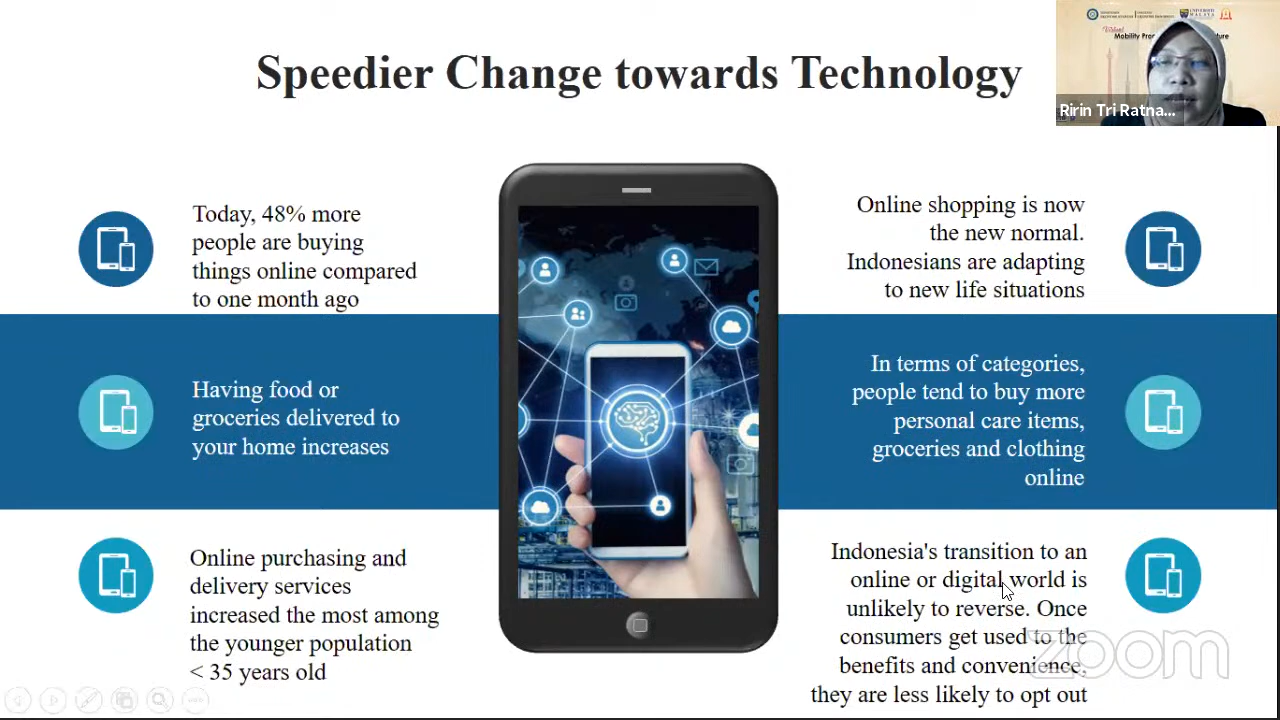 Speedier Change towards Technology
Today, 48% more
people are buying
things online compared
to one month ago
Having food or
groceries delivered to
your home increases
Online purchasing and
delivery services
increased the most among
the younger population
< 35 years old
Online shopping is now
the new normal.
Indonesians are adapting
to new life situations
In terms of categories,
people tend to buy more
personal care items,
groceries and clothing
online
Indonesia's transition to an
online or digital world is
unlikely to reverse. Once
consumers get used to the
benefits and convenience,
they are less likely to opt out
UNIVERSITI
MALAYA
Virtual
Mobility
Ririn Tri Ratna...
zoom